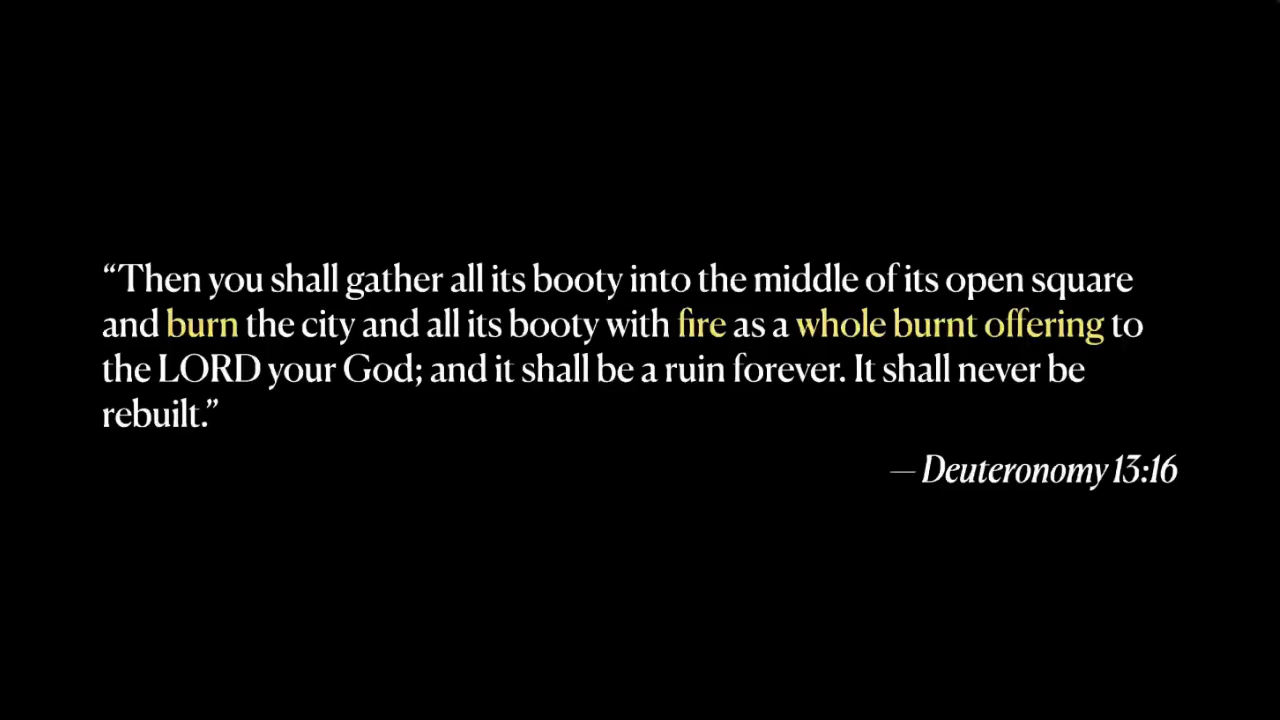 “Then you shall gather all its booty into the middle of its open square
and burn the city and all its booty with fire as a whole burnt offering to
the LORD your God; and it shall be a ruin forever. It shall never be
rebuilt.”
— Deuteronomy 13:16